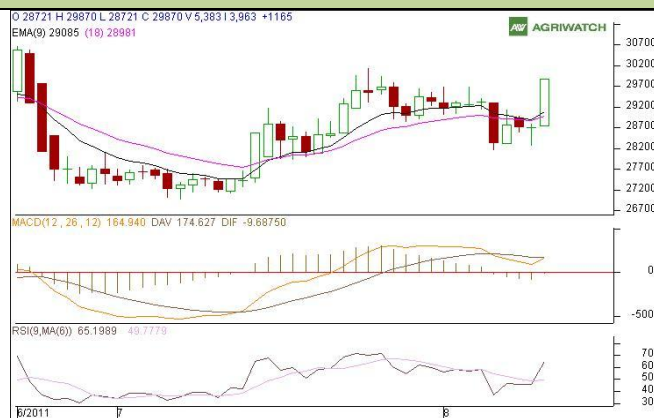 O 28721 H 29870 L 28721 C 29870 V 5,383 I 3,963 +1165
EMA(9) 29085 (18) 28981
AW AGRIWATCH
30700
30200
29700
29200
28700
28200
27700
27200
26700
MACD(12 , 26 , 12) 164.940 DAV 174.627 DIF -9.68750
0
-500
RSI(9,MA(6)) 65.1989 49.7779
70
60
50
40
30
6/2011 7 8